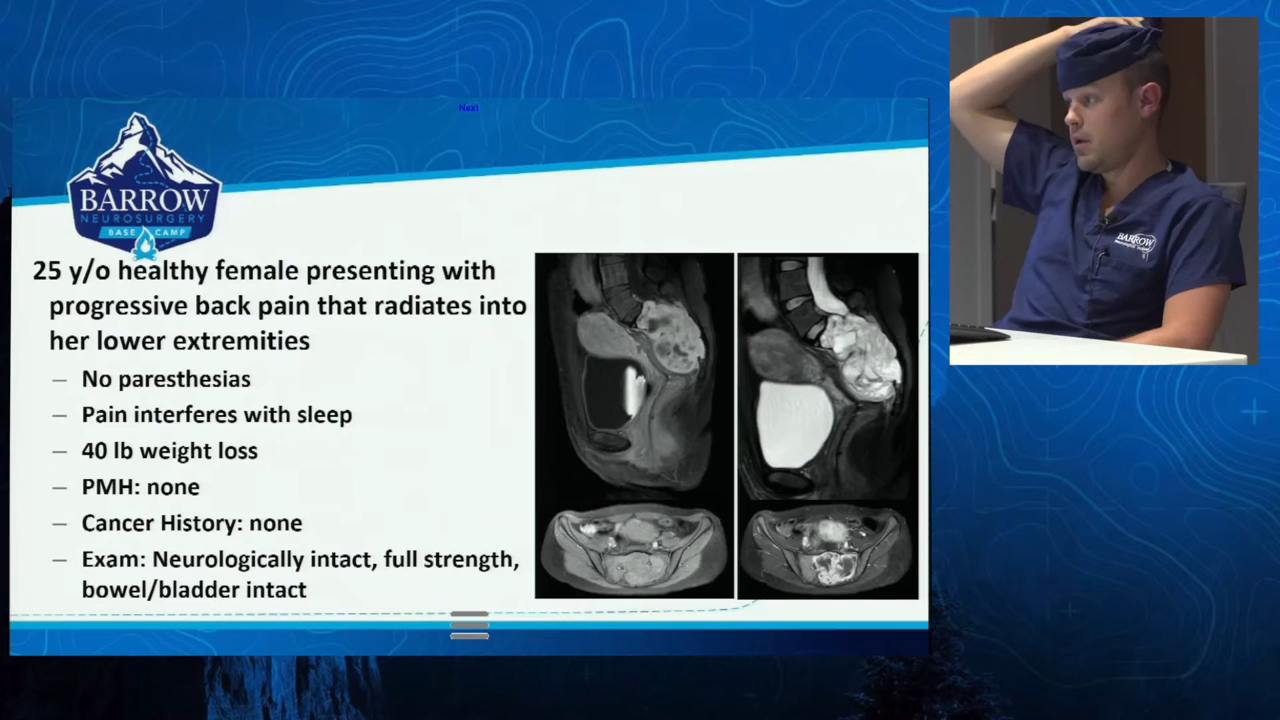 Next
BARROW
NEUROSURGERY
BASE CAMP
25 y/o healthy female presenting with
progressive back pain that radiates into
her lower extremities
– No paresthesias
– Pain interferes with sleep
– 40 lb weight loss
– PMH: none
– Cancer History: none
– Exam: Neurologically intact, full strength,
bowel/bladder intact
BARROW